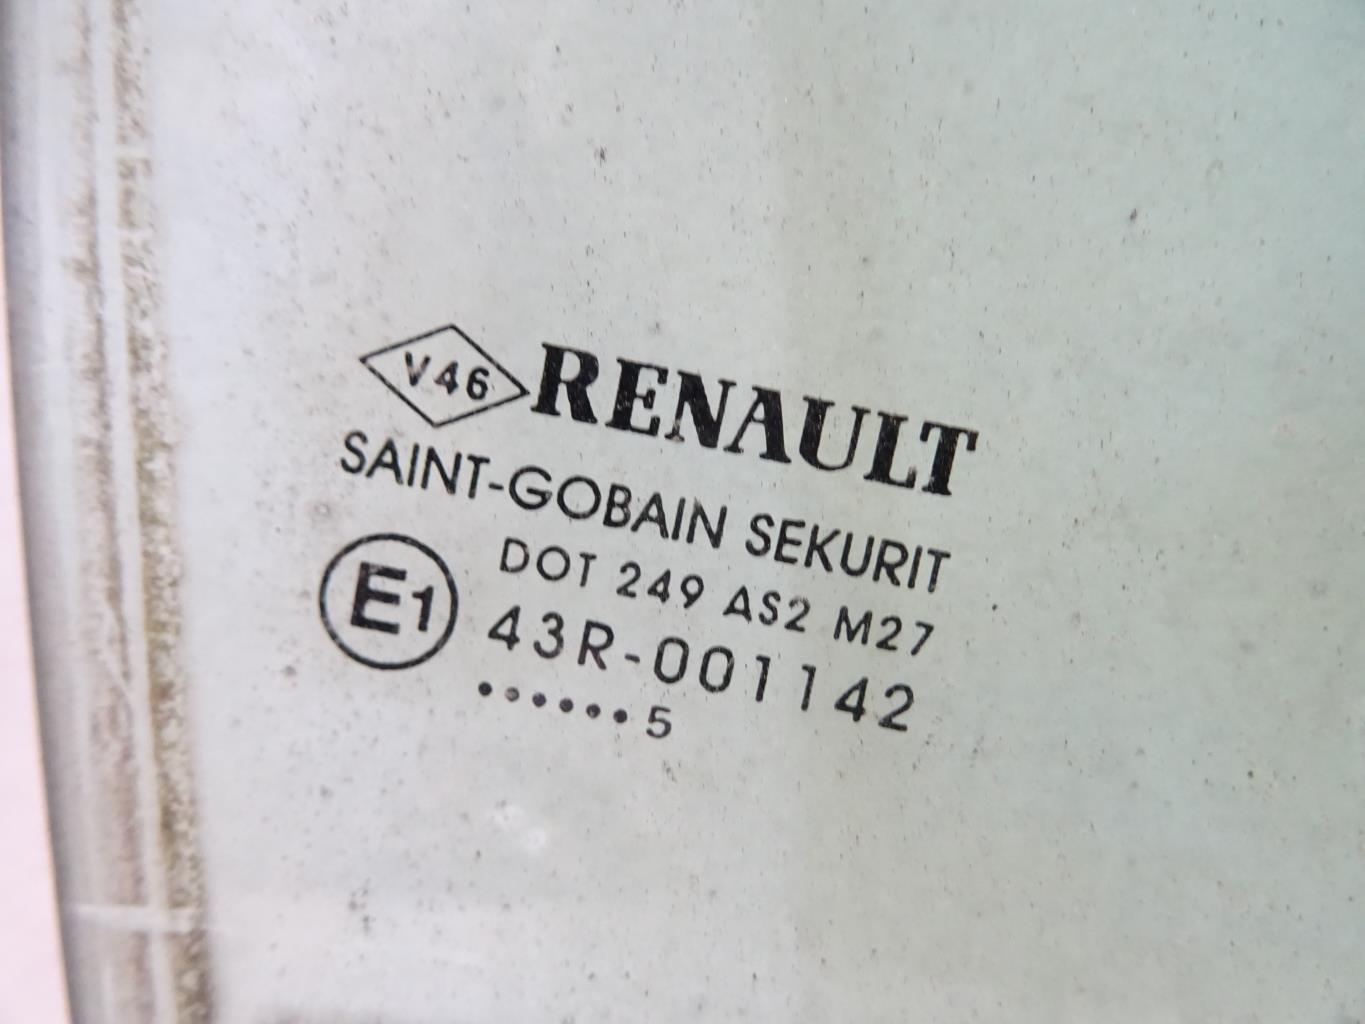 V46 RENAULT
SAINT-GOBAIN SEKURIT
DOT 249 AS2 M27
E1 43R-001142
●●●●●●5